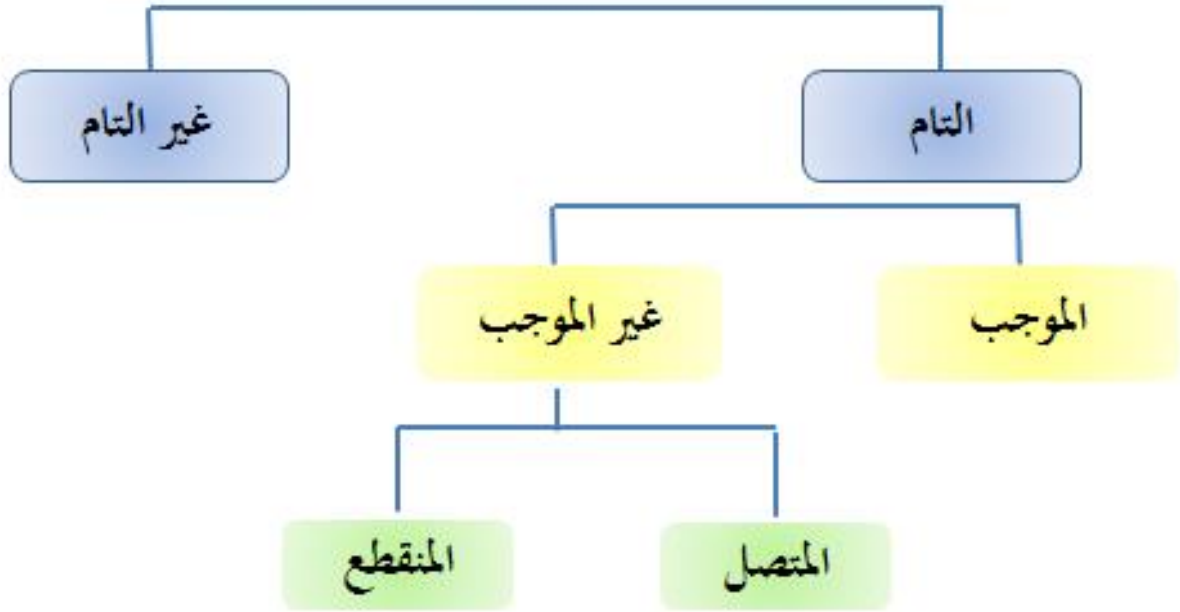 التام
غير التام
الموجب
غير الموجب
المتصل
المنقطع